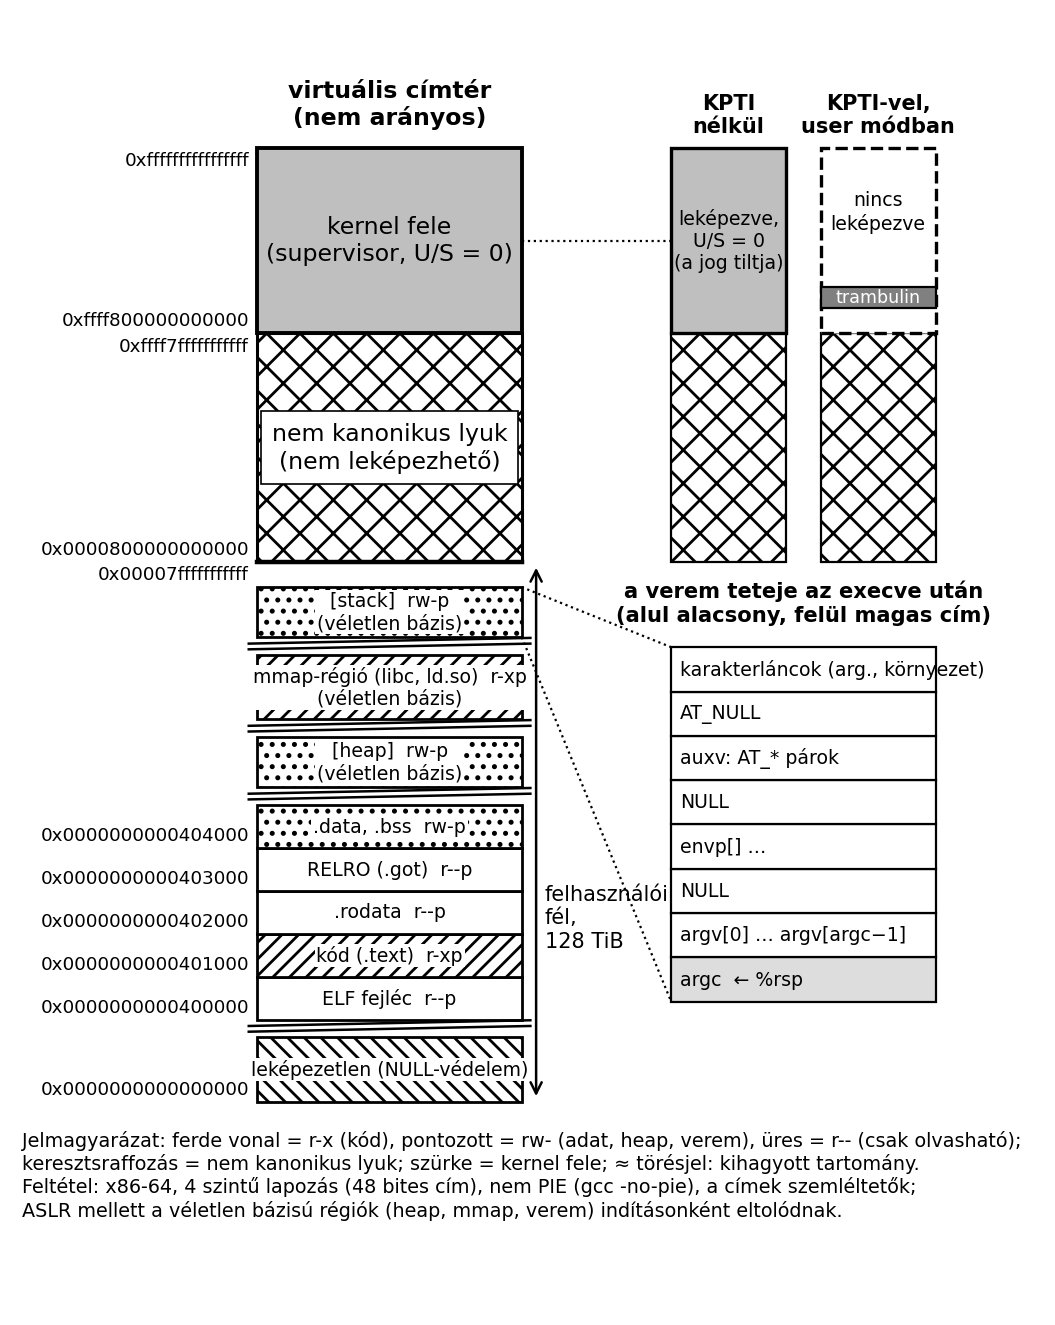 virtuális címtér
(nem arányos)
KPTI
nélkül
KPTI-vel,
user módban
0xffffffffffffffff
kernel fele
(supervisor, U/S = 0)
leképezve,
U/S = 0
(a jog tiltja)
nincs
leképezve
trambulin
0xffff800000000000
0xffff7fffffffffff
nem kanonikus lyuk
(nem leképezhető)
0x0000800000000000
0x00007fffffffffff
[stack]  rw-p
(véletlen bázis)
mmap-régió (libc, ld.so)  r-xp
(véletlen bázis)
[heap]  rw-p
(véletlen bázis)
0x0000000000404000
.data, .bss  rw-p
0x0000000000403000
RELRO (.got)  r--p
0x0000000000402000
.rodata  r--p
0x0000000000401000
kód (.text)  r-xp
0x0000000000400000
ELF fejléc  r--p
leképezetlen (NULL-védelem)
0x0000000000000000
felhasználói
fél,
128 TiB
a verem teteje az execve után
(alul alacsony, felül magas cím)
karakterláncok (arg., környezet)
AT_NULL
auxv: AT_* párok
NULL
envp[] …
NULL
argv[0] … argv[argc−1]
argc  ← %rsp
Jelmagyarázat: ferde vonal = r-x (kód), pontozott = rw- (adat, heap, verem), üres = r-- (csak olvasható);
keresztsraffozás = nem kanonikus lyuk; szürke = kernel fele; ≈ törésjel: kihagyott tartomány.
Feltétel: x86-64, 4 szintű lapozás (48 bites cím), nem PIE (gcc -no-pie), a címek szemléltetők;
ASLR mellett a véletlen bázisú régiók (heap, mmap, verem) indításonként eltolódnak.